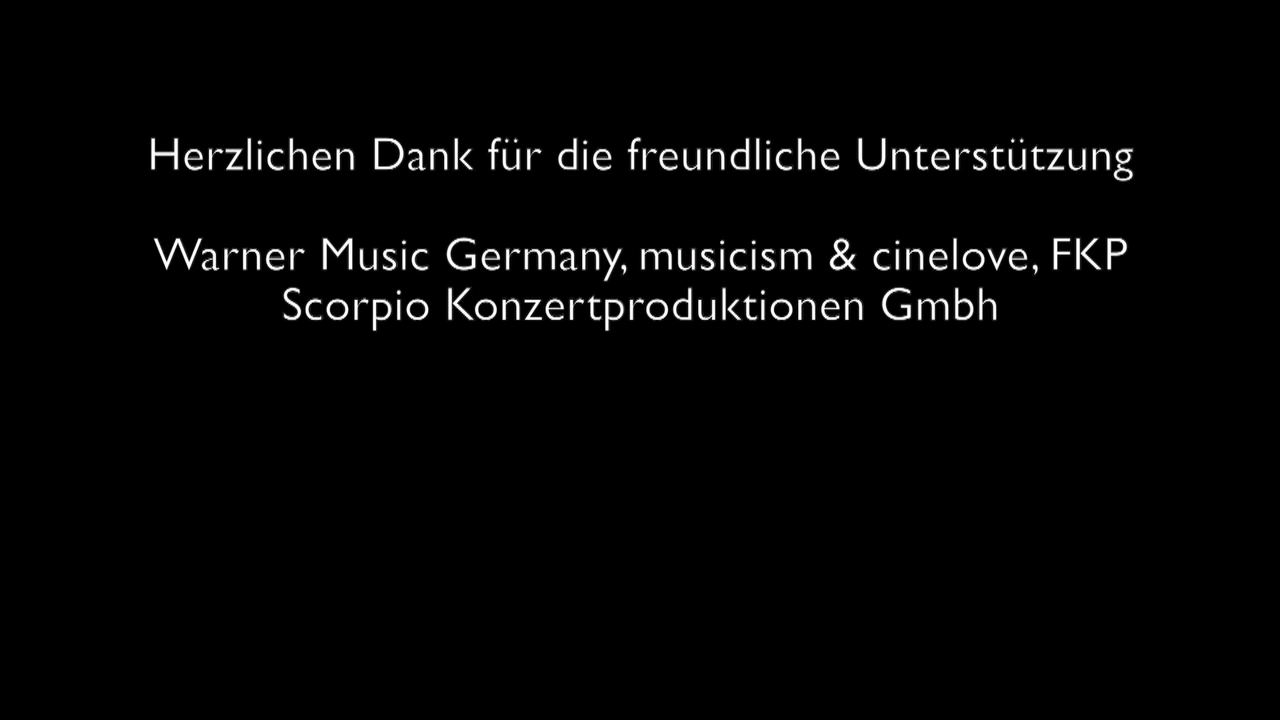 Herzlichen Dank für die freundliche Unterstützung
Warner Music Germany, musicism & cinelove, FKP
Scorpio Konzertproduktionen Gmbh